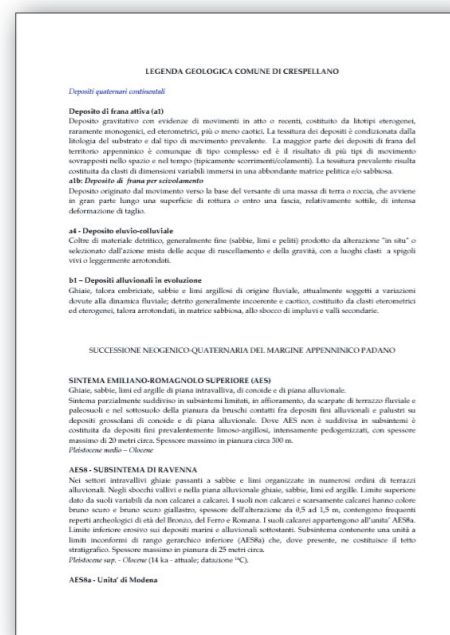 LEGENDA GEOLOGICA COMUNE DI CRESPELLANO
Depositi quaternari continentali
Deposito di frana attiva (a1)
Deposito gravitativo con evidenze di movimenti in atto o recenti, costituito da litotipi eterogenei,
raramente monogenici, ed eterometrici, più o meno caotici. La tessitura dei depositi è condizionata dalla
litologia del substrato e dal tipo di movimento prevalente. La maggior parte dei depositi di frana del
territorio appenninico è comunque di tipo complesso ed è il risultato di più tipi di movimento
sovrapposti nello spazio e nel tempo (tipicamente scorrimenti/colamenti). La tessitura prevalente risulta
costituita da clasti di dimensioni variabili immersi in una abbondante matrice pelitica e/o sabbiosa.
a1b: Deposito di frana per scivolamento
Deposito originato dal movimento verso la base del versante di una massa di terra o roccia, che avviene
in gran parte lungo una superficie di rottura o entro una fascia, relativamente sottile, di intensa
deformazione di taglio.
a4 - Deposito eluvio-colluviale
Coltre di materiale detritico, generalmente fine (sabbie, limi e peliti) prodotto da alterazione "in situ" o
selezionato dall'azione mista delle acque di ruscellamento e della gravità, con a luoghi clasti a spigoli
vivi o leggermente arrotondati.
b1 – Depositi alluvionali in evoluzione
Ghiaie, talora embriciate, sabbie e limi argillosi di origine fluviale, attualmente soggetti a variazioni
dovute alla dinamica fluviale; detrito generalmente incoerente e caotico, costituito da clasti eterometrici
ed eterogenei, talora arrotondati, in matrice sabbiosa, allo sbocco di impluvi e valli secondarie.
SUCCESSIONE NEOGENICO-QUATERNARIA DEL MARGINE APPENNINICO PADANO
SINTEMA EMILIANO-ROMAGNOLO SUPERIORE (AES)
Ghiaie, sabbie, limi ed argille di piana intravalliva, di conoide e di piana alluvionale.
Sintema parzialmente suddiviso in subsintemi limitati, in affioramento, da scarpate di terrazzo fluviale e
paleosuoli e nel sottosuolo della pianura da bruschi contatti fra depositi fini alluvionali e palustri su
depositi grossolani di conoide e di piana alluvionale. Dove AES non è suddivisa in subsintemi è
costituita da depositi fini prevalentemente limoso-argillosi, intensamente pedogenizzati, con spessore
massimo di 20 metri circa. Spessore massimo in pianura circa 300 m.
Pleistocene medio – Olocene
AES8 - SUBSINTEMA DI RAVENNA
Nei settori intravallivi ghiaie passanti a sabbie e limi organizzate in numerosi ordini di terrazzi
alluvionali. Negli sbocchi vallivi e nella piana alluvionale ghiaie, sabbie, limi ed argille. Limite superiore
dato da suoli variabili da non calcarei a calcarei. I suoli non calcarei e scarsamente calcarei hanno colore
bruno scuro e bruno scuro giallastro, spessore dell'alterazione da 0,5 ad 1,5 m, contengono frequenti
reperti archeologici di età del Bronzo, del Ferro e Romana. I suoli calcarei appartengono all'unita' AES8a.
Limite inferiore erosivo sui depositi marini e alluvionali sottostanti. Subsintema contenente una unità a
limiti inconformi di rango gerarchico inferiore (AES8a) che, dove presente, ne costituisce il tetto
stratigrafico. Spessore massimo in pianura di 25 metri circa.
Pleistocene sup. - Olocene (14 ka - attuale; datazione ¹⁴C).
AES8a - Unita' di Modena